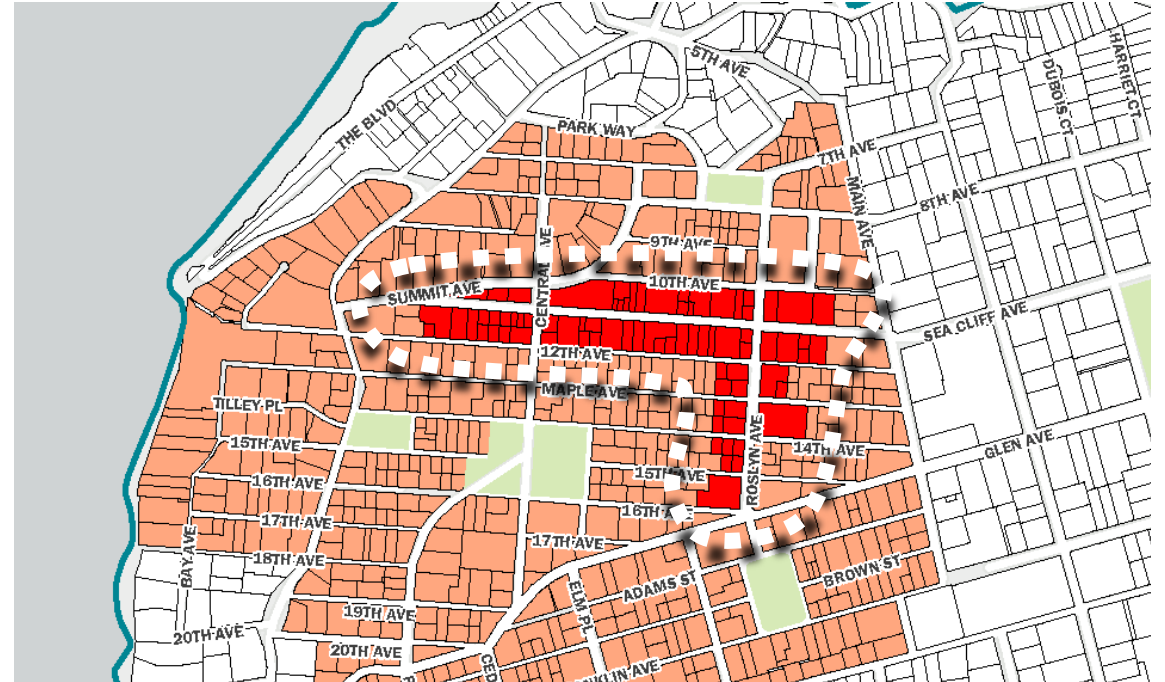 5TH AVE
HARRIET CT
DUBOIS CT
THE BLVD
PARK WAY
7TH AVE
8TH AVE
MAIN AVE
9TH AVE
10TH AVE
SUMMIT AVE
CENTRAL AVE
SEA CLIFF AVE
12TH AVE
MAPLE AVE
TILLEY PL
15TH AVE
14TH AVE
GLEN AVE
ROSLYN AVE
15TH AVE
16TH AVE
16TH
17TH AVE
17TH AVE
18TH AVE
BAY AVE
ADAMS ST
BROWN ST
ELM PL
19TH AVE
20TH AVE
20TH AVE
AVE